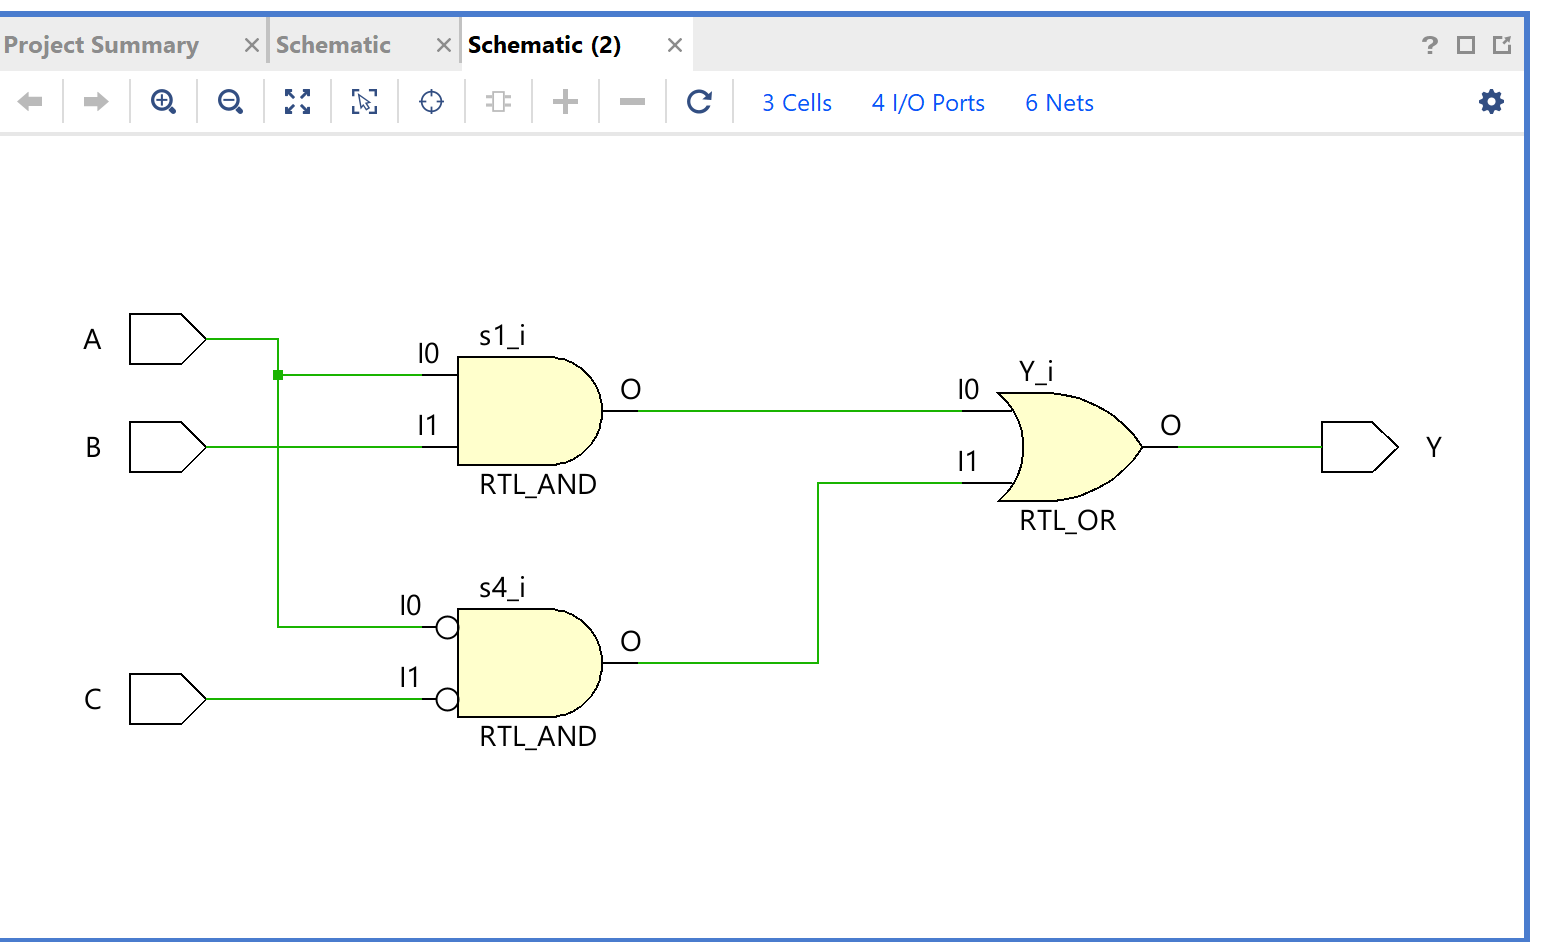 Project Summary
Schematic
Schematic (2)
?
3 Cells
4 I/O Ports
6 Nets
A
B
C
s1_i
I0
I1
O
RTL_AND
s4_i
I0
I1
O
RTL_AND
Y_i
I0
I1
O
RTL_OR
Y